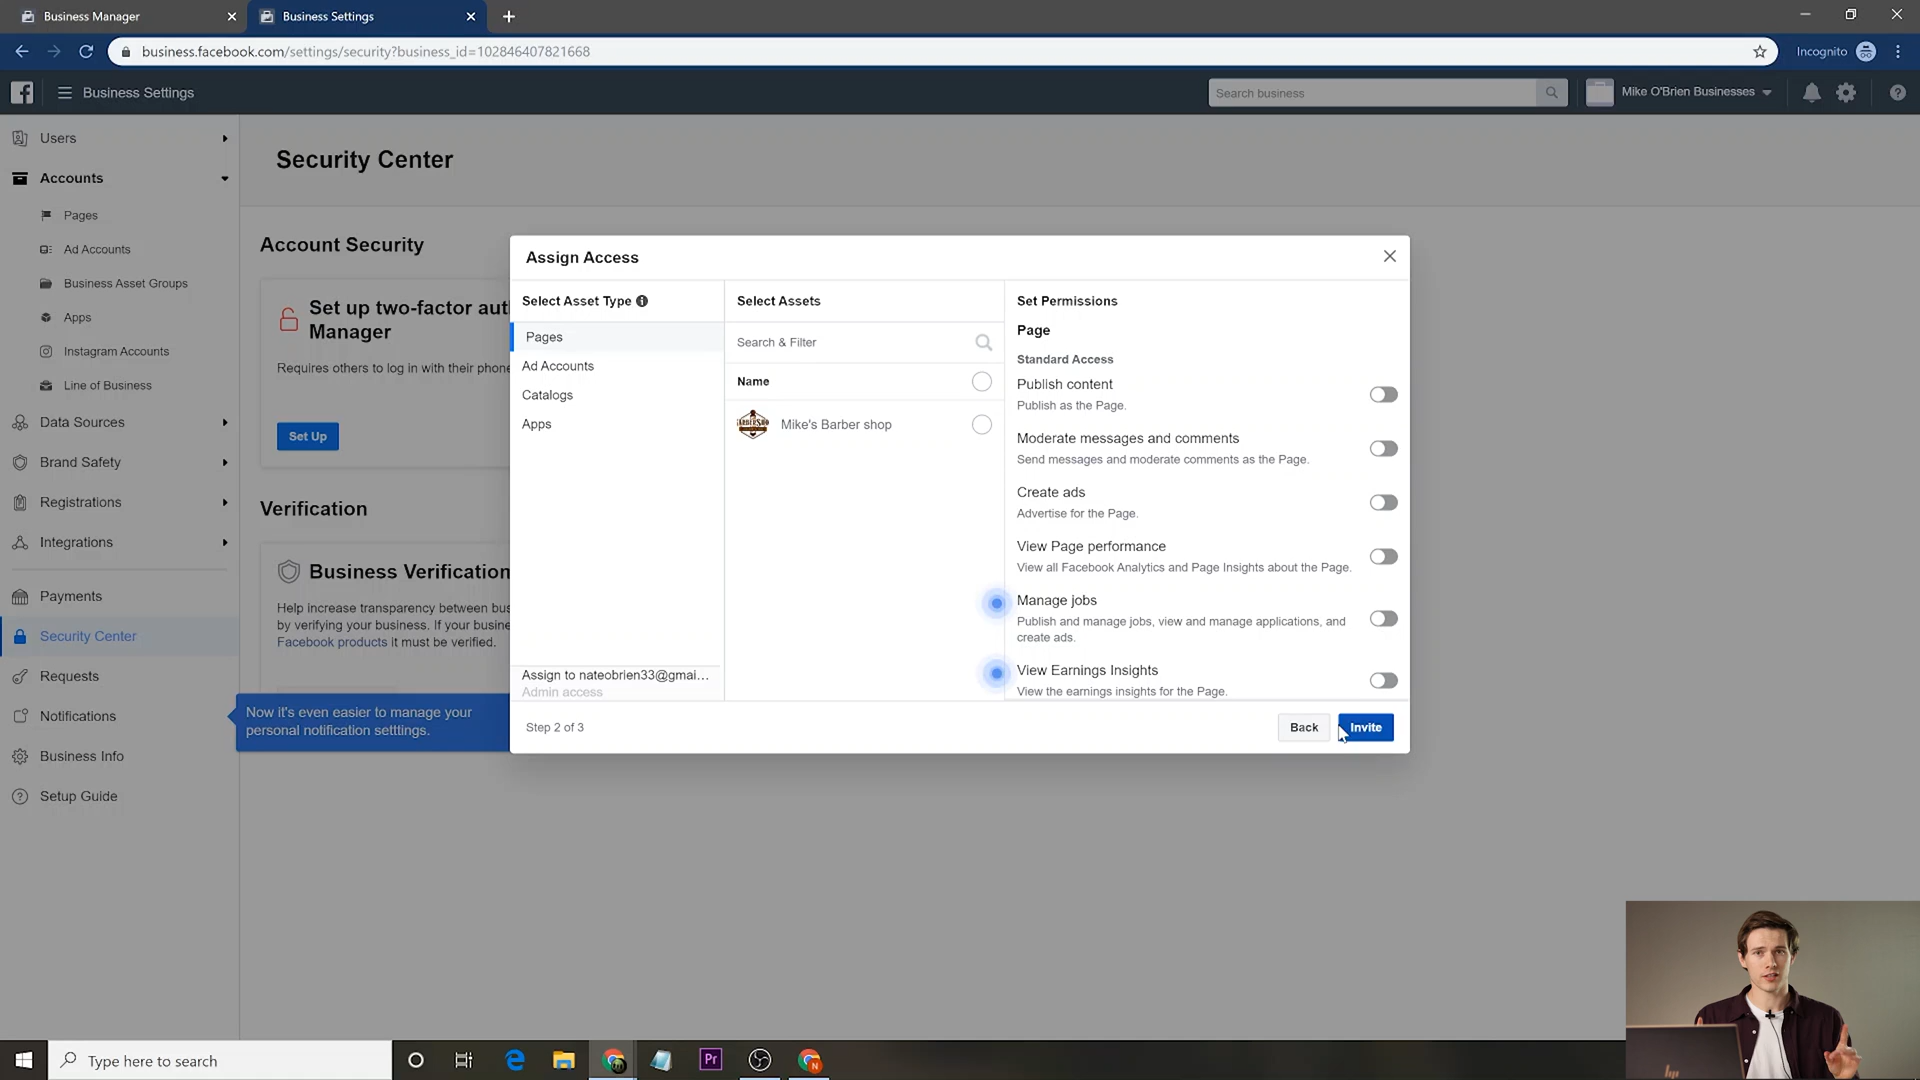 Business Manager
Business Settings
business.facebook.com/settings/security?business_id=102846407821668
Incognito
Business Settings
Search business
Mike O'Brien Businesses
Users
Accounts
Pages
Ad Accounts
Business Asset Groups
Apps
Instagram Accounts
Line of Business
Data Sources
Brand Safety
Registrations
Integrations
Payments
Security Center
Requests
Notifications
Business Info
Setup Guide
Now it's even easier to manage your
personal notification setttings.
Security Center
Account Security
Set up two-factor aut
Manager
Requires others to log in with their phon
Set Up
Verification
Business Verification
Help increase transparency between bus
by verifying your business. If your busine
Facebook products it must be verified.
Assign Access
Select Asset Type
Pages
Ad Accounts
Catalogs
Apps
Assign to nateobrien33@gmai...
Admin access
Select Assets
Search & Filter
Name
Mike's Barber shop
Set Permissions
Page
Standard Access
Publish content
Publish as the Page.
Moderate messages and comments
Send messages and moderate comments as the Page.
Create ads
Advertise for the Page.
View Page performance
View all Facebook Analytics and Page Insights about the Page.
Manage jobs
Publish and manage jobs, view and manage applications, and
create ads.
View Earnings Insights
View the earnings insights for the Page.
Step 2 of 3
Back
Invite
Type here to search
Pr
N
hp